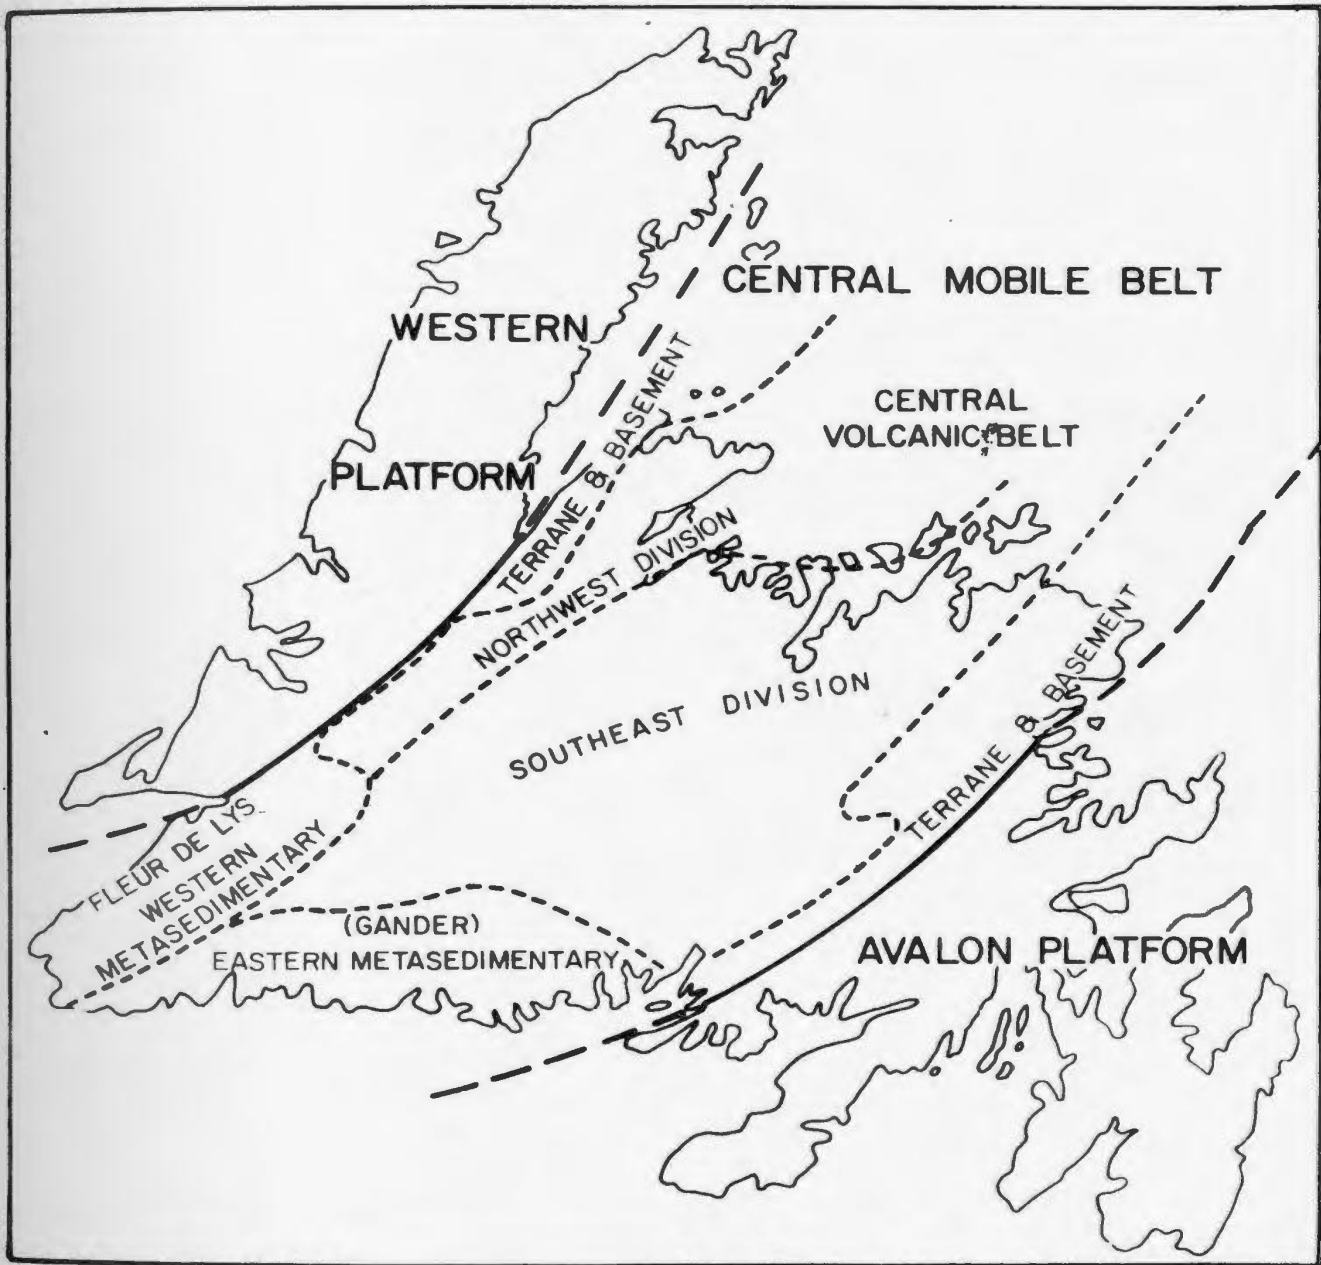 CENTRAL MOBILE BELT
WESTERN
PLATFORM
CENTRAL
VOLCANIC BELT
TERRANE & BASEMENT
NORTHWEST DIVISION
SOUTHEAST DIVISION
TERRANE & BASEMENT
FLEUR DE LYS
WESTERN
METASEDIMENTARY
(GANDER)
EASTERN METASEDIMENTARY
AVALON PLATFORM